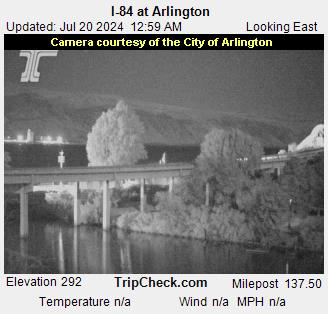 I-84 at Arlington
Updated: Jul 20 2024 12:59 AM Looking East
Camera courtesy of the City of Arlington
Elevation 292 TripCheck.com Milepost 137.50
Temperature n/a Wind n/a MPH n/a